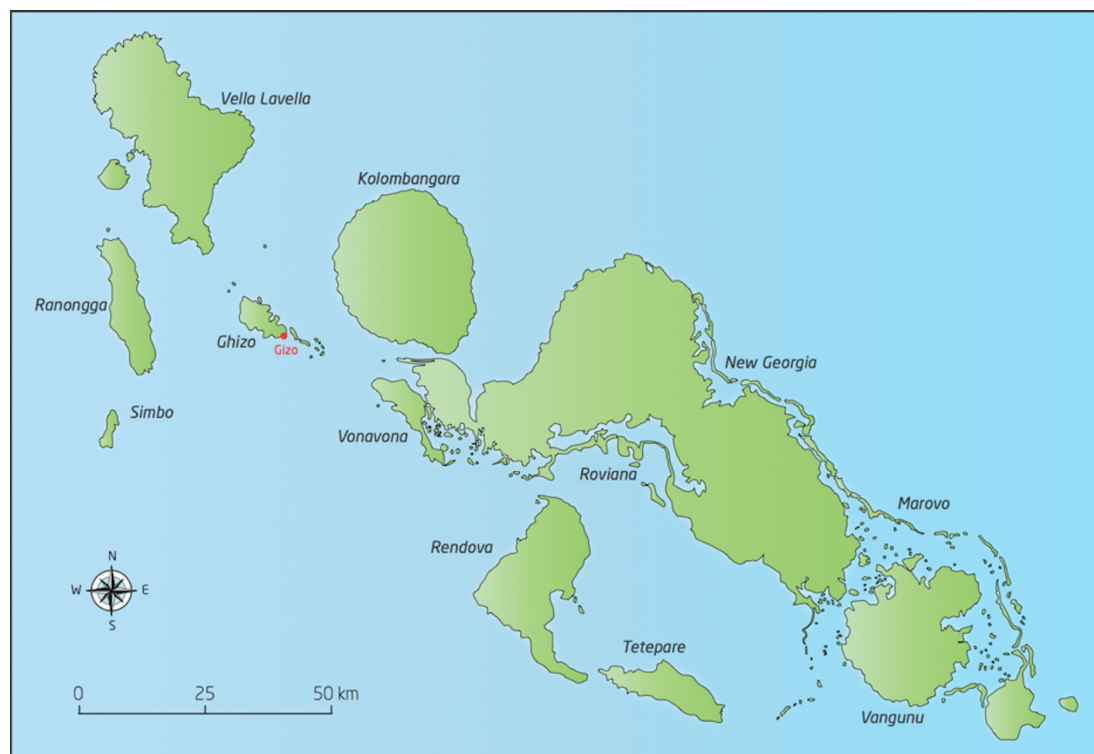 Vella Lavella
Kolombangara
Ranongga
Ghizo
Gizo
New Georgia
Simbo
Vonavona
Roviana
Marovo
Rendova
N
W E
S
Tetepare
0 25 50 km
Vangunu